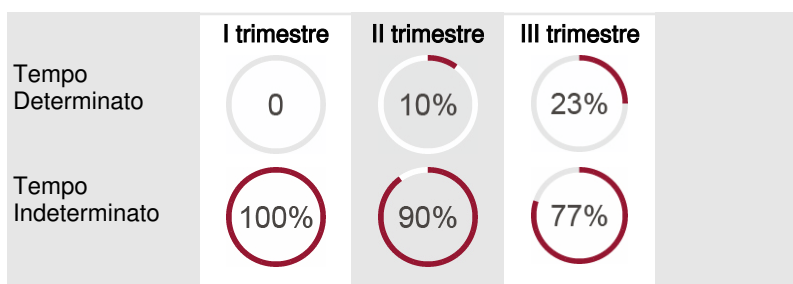 I trimestre II trimestre III trimestre
Tempo
Determinato
0 10% 23%
Tempo
Indeterminato
100% 90% 77%